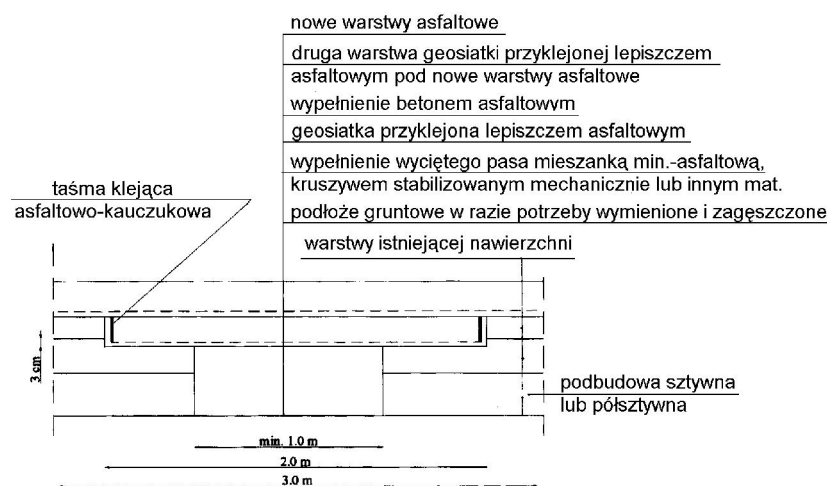 nowe warstwy asfaltowe
druga warstwa geosiatki przyklejonej lepiszczem
asfaltowym pod nowe warstwy asfaltowe
wypełnienie betonem asfaltowym
geosiatka przyklejona lepiszczem asfaltowym
wypełnienie wyciętego pasa mieszanką min.-asfaltową,
kruszywem stabilizowanym mechanicznie lub innym mat.
podłoże gruntowe w razie potrzeby wymienione i zagęszczone
warstwy istniejącej nawierzchni
taśma klejąca
asfaltowo-kauczukowa
3 cm
podbudowa sztywna
lub półsztywna
min. 1.0 m
2.0 m
3.0 m